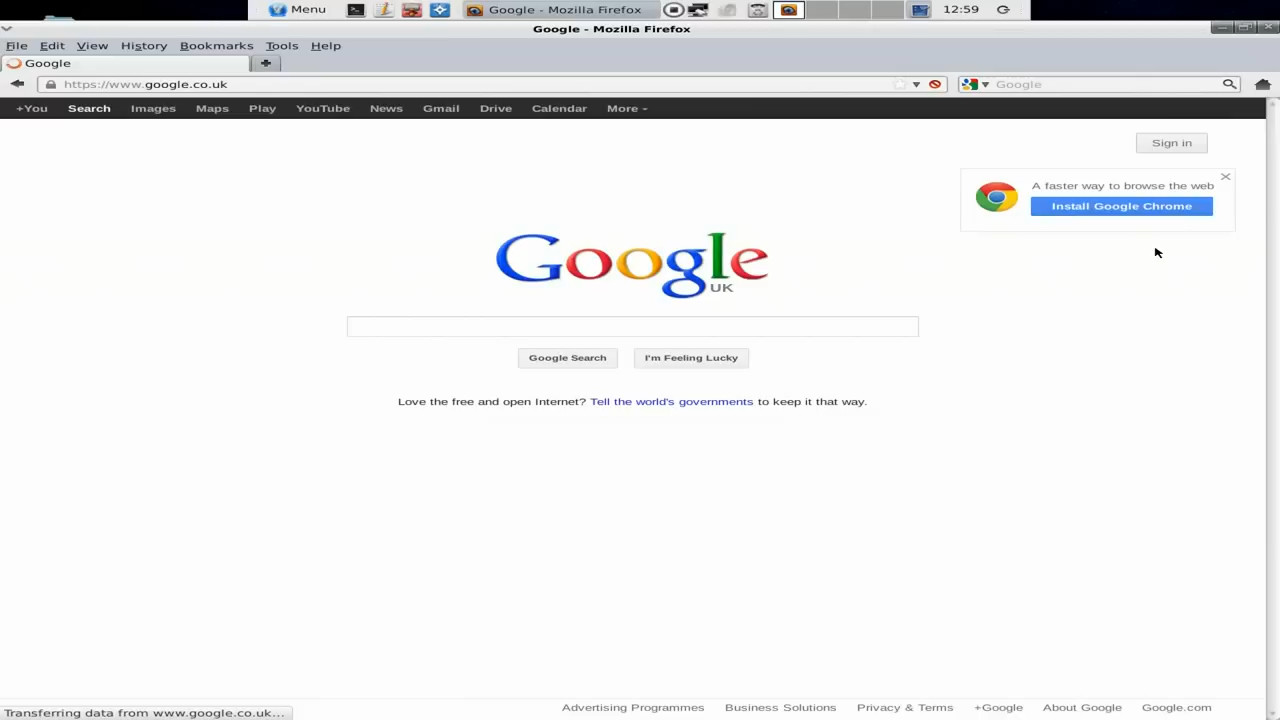 Menu Google - Mozilla Firefox 12:59
Google - Mozilla Firefox
File Edit View History Bookmarks Tools Help
Google
https://www.google.co.uk Google
+You Search Images Maps Play YouTube News Gmail Drive Calendar More
Sign in
A faster way to browse the web
Install Google Chrome
Google
UK
Google Search I'm Feeling Lucky
Love the free and open Internet? Tell the world's governments to keep it that way.
Advertising Programmes Business Solutions Privacy & Terms +Google About Google Google.com
Transferring data from www.google.co.uk...